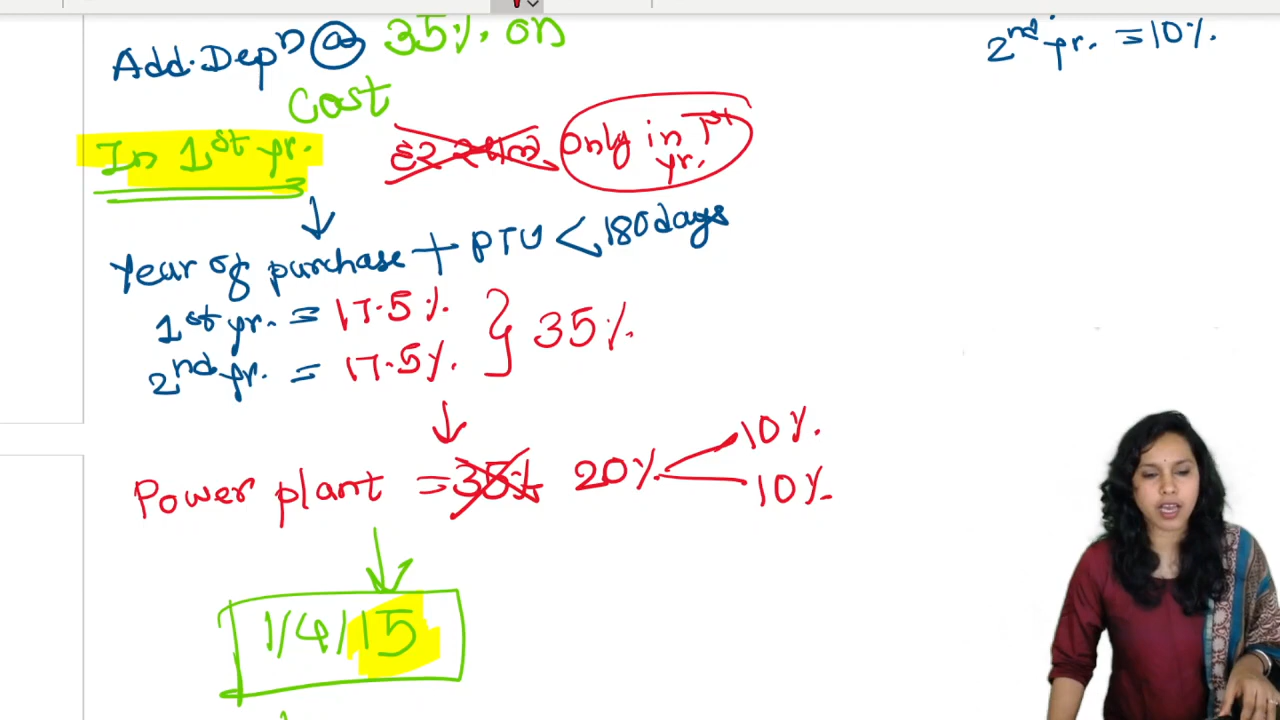 Add. Depn @ 35% on
Cost
2nd yr. = 10%.
In 1st yr.
Only in 1st
yr.
Year of purchase + PTU < 180 days
1st yr. = 17.5%.
2nd yr. = 17.5%.
} 35%.
Power plant = 35% 20%
10%.
10%.
1/4/15